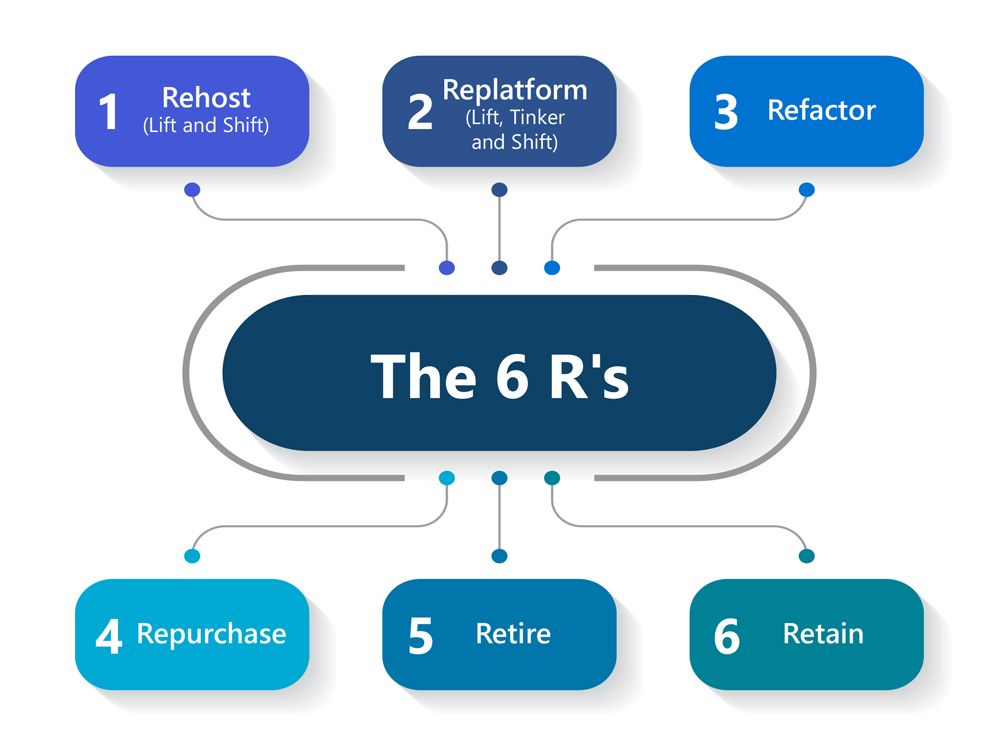 1
Rehost
(Lift and Shift)
2
Replatform
(Lift, Tinker
and Shift)
3
Refactor
The 6 R's
4
Repurchase
5
Retire
6
Retain